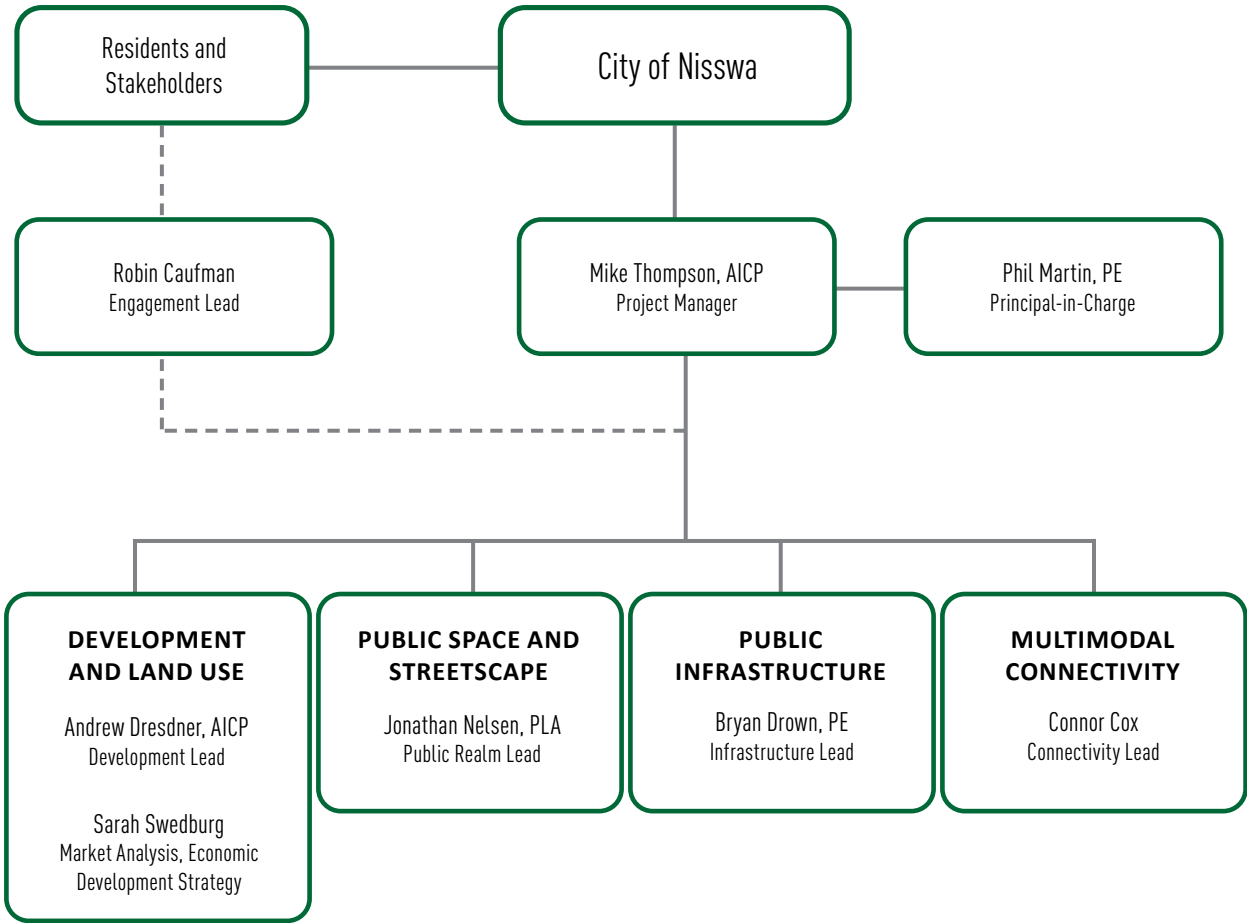 Residents and
Stakeholders
City of Nisswa
Robin Caufman
Engagement Lead
Mike Thompson, AICP
Project Manager
Phil Martin, PE
Principal-in-Charge
DEVELOPMENT
AND LAND USE
Andrew Dresdner, AICP
Development Lead
Sarah Swedburg
Market Analysis, Economic
Development Strategy
PUBLIC SPACE AND
STREETSCAPE
Jonathan Nelsen, PLA
Public Realm Lead
PUBLIC
INFRASTRUCTURE
Bryan Drown, PE
Infrastructure Lead
MULTIMODAL
CONNECTIVITY
Connor Cox
Connectivity Lead